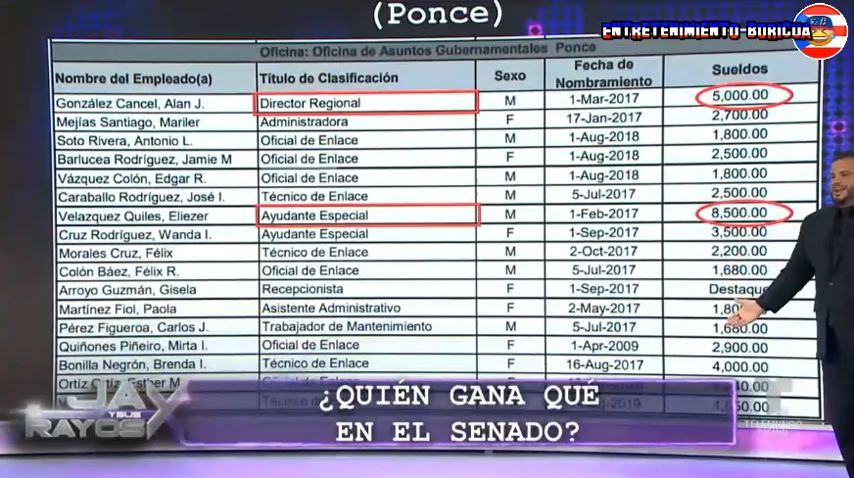 (Ponce)
ENTRETENIMIENTO BORICUA
Oficina: Oficina de Asuntos Gubernamentales Ponce
Nombre del Empleado(a) Título de Clasificación Sexo Fecha de Nombramiento Sueldos
González Cancel, Alan J. Director Regional M 1-Mar-2017 5,000.00
Mejías Santiago, Mariler Administradora F 17-Jan-2017 2,700.00
Soto Rivera, Antonio L. Oficial de Enlace M 1-Aug-2018 1,800.00
Barlucea Rodríguez, Jamie M Oficial de Enlace F 1-Aug-2018 2,500.00
Vázquez Colón, Edgar R. Oficial de Enlace M 1-Aug-2018 1,800.00
Caraballo Rodríguez, José I. Técnico de Enlace M 5-Jul-2017 2,500.00
Velazquez Quiles, Eliezer Ayudante Especial M 1-Feb-2017 8,500.00
Cruz Rodríguez, Wanda I. Ayudante Especial F 1-Sep-2017 3,500.00
Morales Cruz, Félix Técnico de Enlace M 2-Oct-2017 2,200.00
Colón Báez, Félix R. Oficial de Enlace M 5-Jul-2017 1,680.00
Arroyo Guzmán, Gisela Recepcionista F 1-Sep-2017 Destaque
Martínez Fiol, Paola Asistente Administrativo F 2-May-2017
Pérez Figueroa, Carlos J. Trabajador de Mantenimiento M 5-Jul-2017 1,680.00
Quiñones Piñeiro, Mirta I. Oficial de Enlace F 1-Apr-2009 2,900.00
Bonilla Negrón, Brenda I. Técnico de Enlace F 16-Aug-2017 4,000.00
Ortíz Ortíz, Esther M
JAY
Y SUS
RAYOS X
¿QUIÉN GANA QUÉ
EN EL SENADO?
T
TELEMUNDO